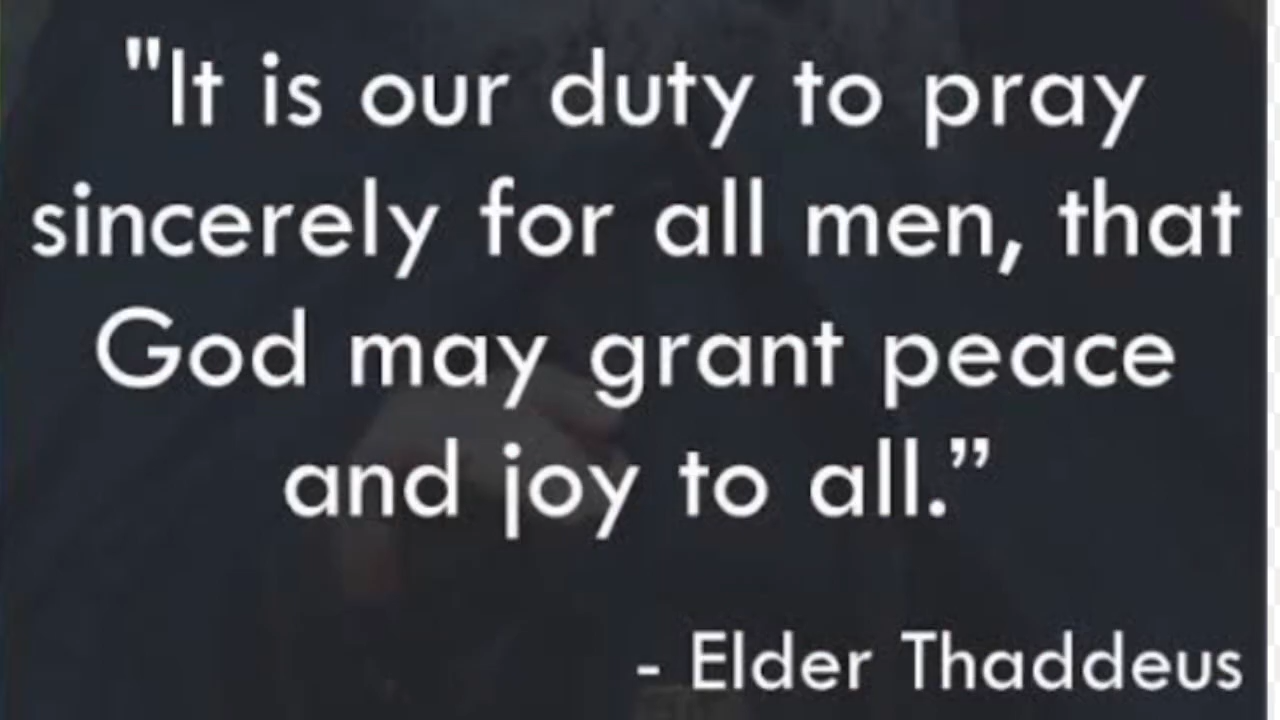 "It is our duty to pray
sincerely for all men, that
God may grant peace
and joy to all.”
- Elder Thaddeus